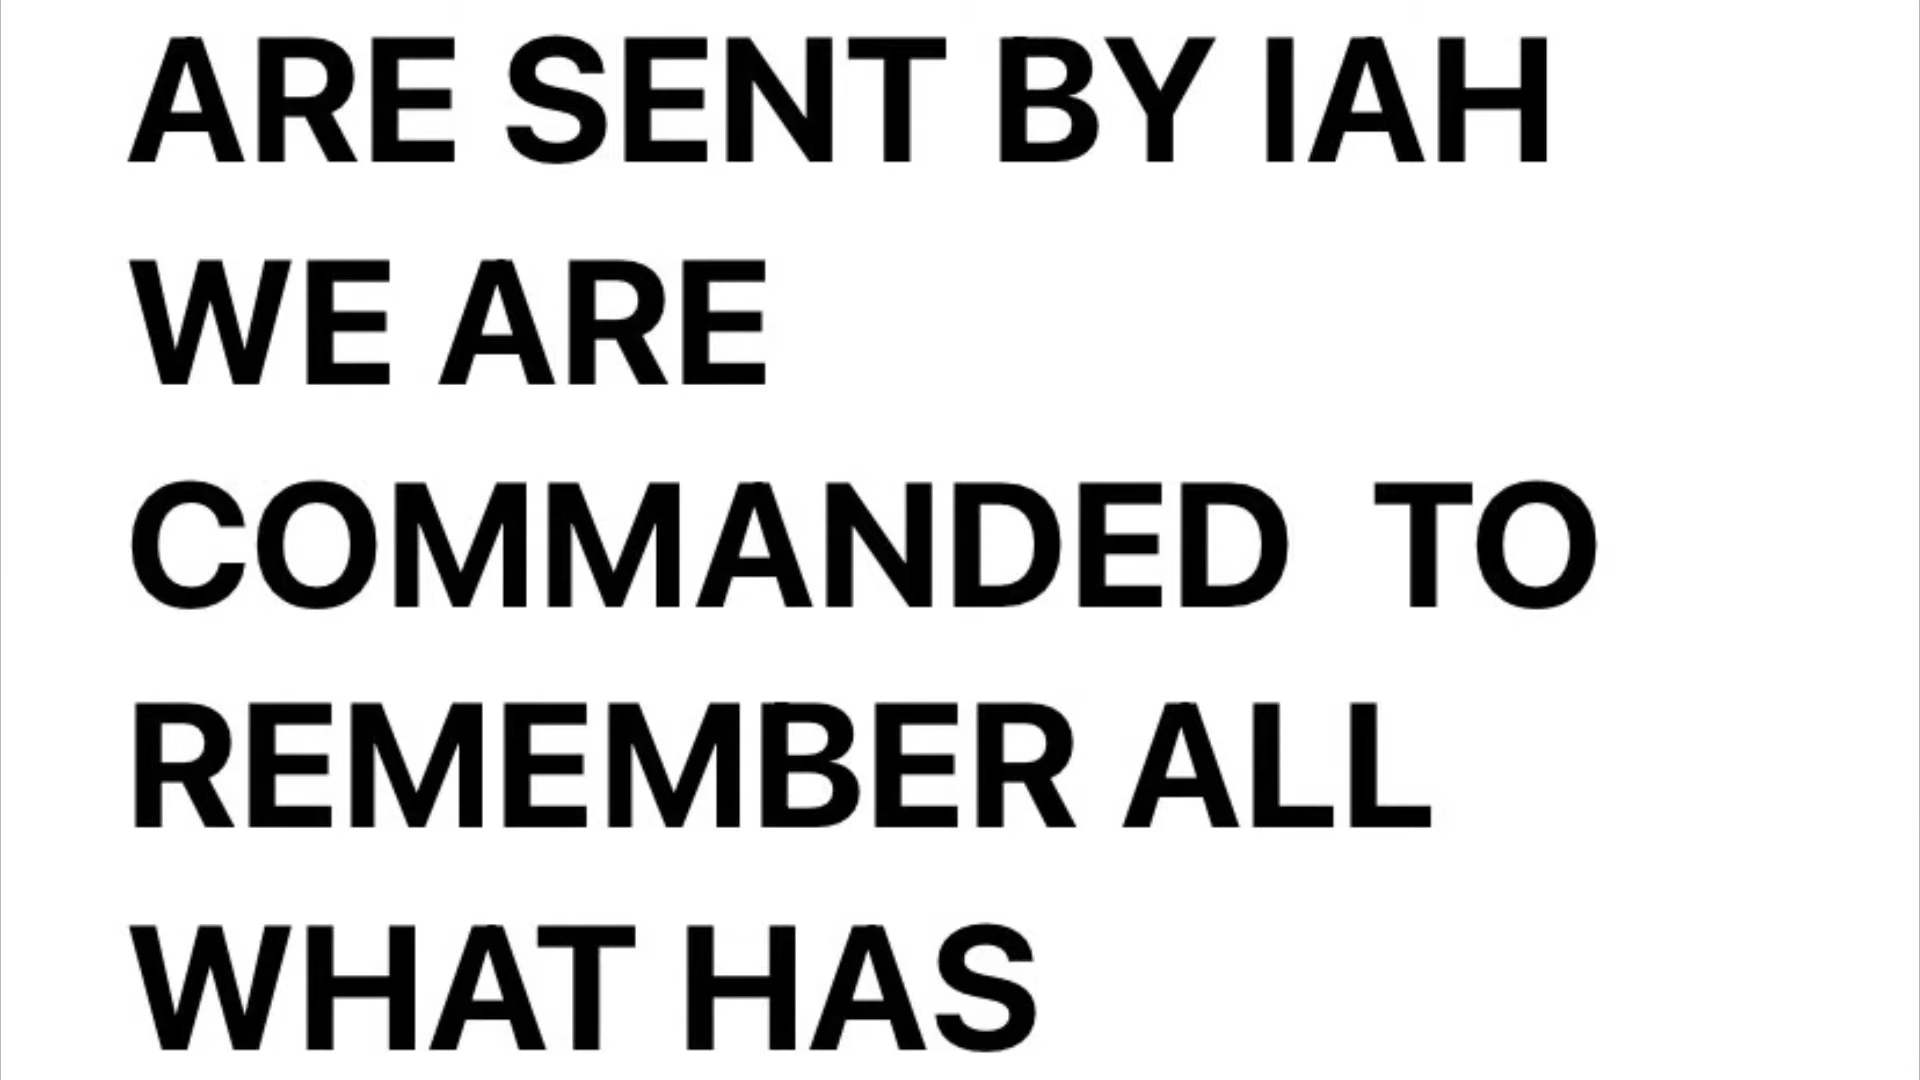 ARE SENT BY IAH
WE ARE
COMMANDED  TO
REMEMBER ALL
WHAT HAS